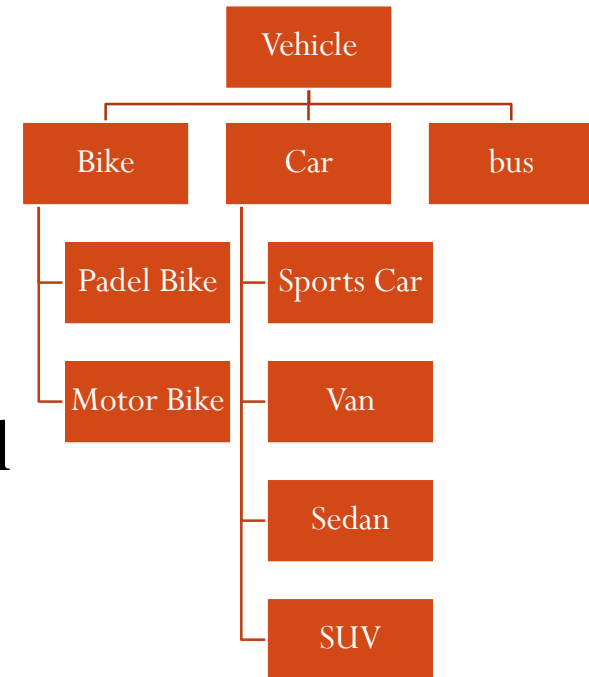 Vehicle
Bike
Car
bus
Padel Bike
Sports Car
Motor Bike
Van
Sedan
SUV